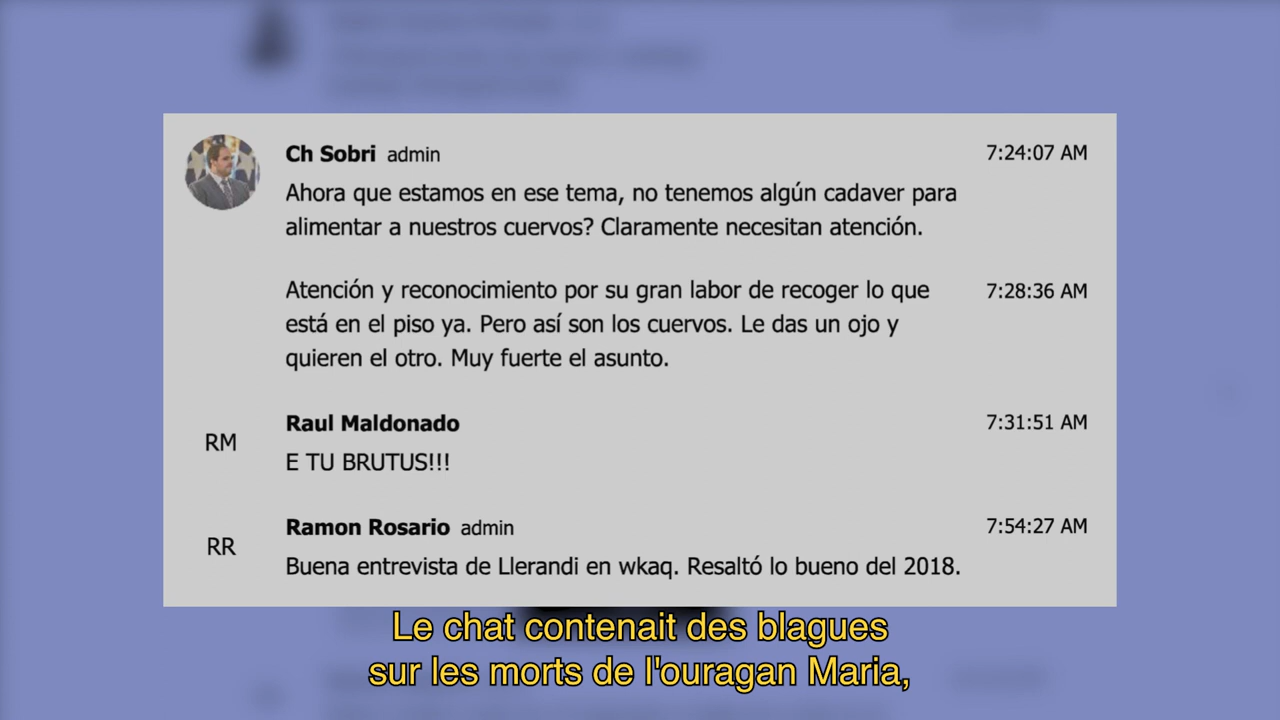 Ch Sobri admin 7:24:07 AM
Ahora que estamos en ese tema, no tenemos algún cadaver para
alimentar a nuestros cuervos? Claramente necesitan atención.
Atención y reconocimiento por su gran labor de recoger lo que 7:28:36 AM
está en el piso ya. Pero así son los cuervos. Le das un ojo y
quieren el otro. Muy fuerte el asunto.
Raul Maldonado 7:31:51 AM
RM
E TU BRUTUS!!!
Ramon Rosario admin 7:54:27 AM
RR
Buena entrevista de Llerandi en wkaq. Resaltó lo bueno del 2018.
Le chat contenait des blagues
sur les morts de l'ouragan Maria,